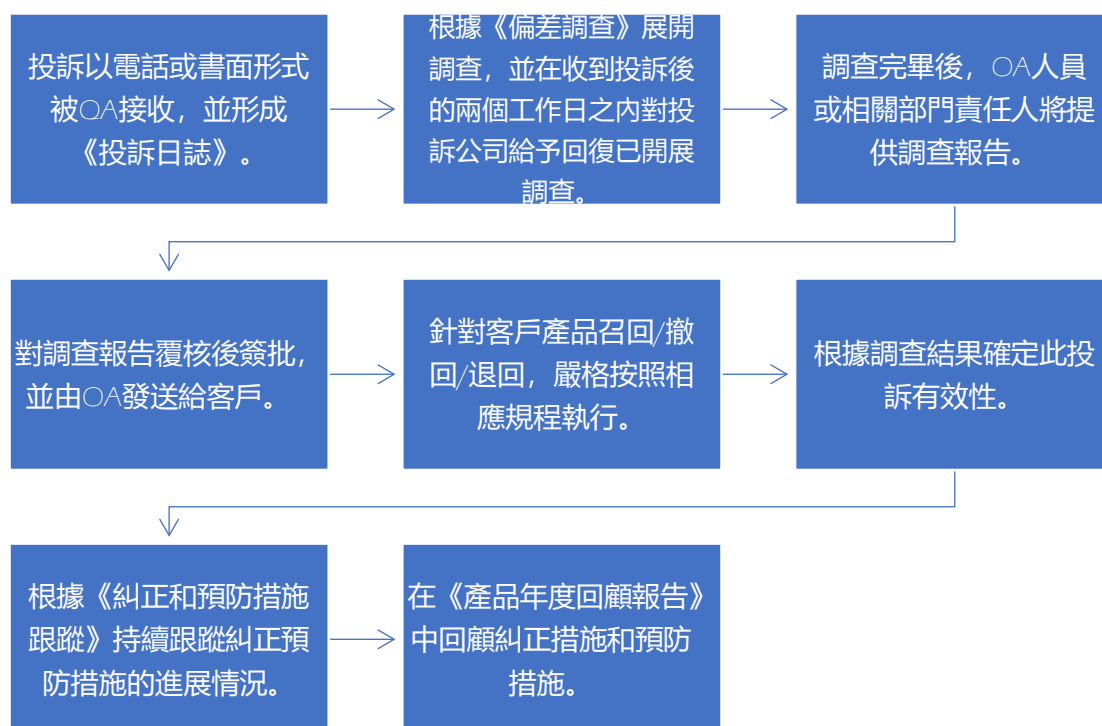 投訴以電話或書面形式
被QA接收，並形成
《投訴日誌》。
根據《偏差調查》展開
調查，並在收到投訴後
的兩個工作日之內對投
訴公司給予回復已開展
調查。
調查完畢後，QA人員
或相關部門責任人將提
供調查報告。
對調查報告覆核後簽批，
並由QA發送給客戶。
針對客戶產品召回/撤
回/退回，嚴格按照相
應規程執行。
根據調查結果確定此投
訴有效性。
根據《糾正和預防措施
跟蹤》持續跟蹤糾正預
防措施的進展情況。
在《產品年度回顧報告》
中回顧糾正措施和預防
措施。